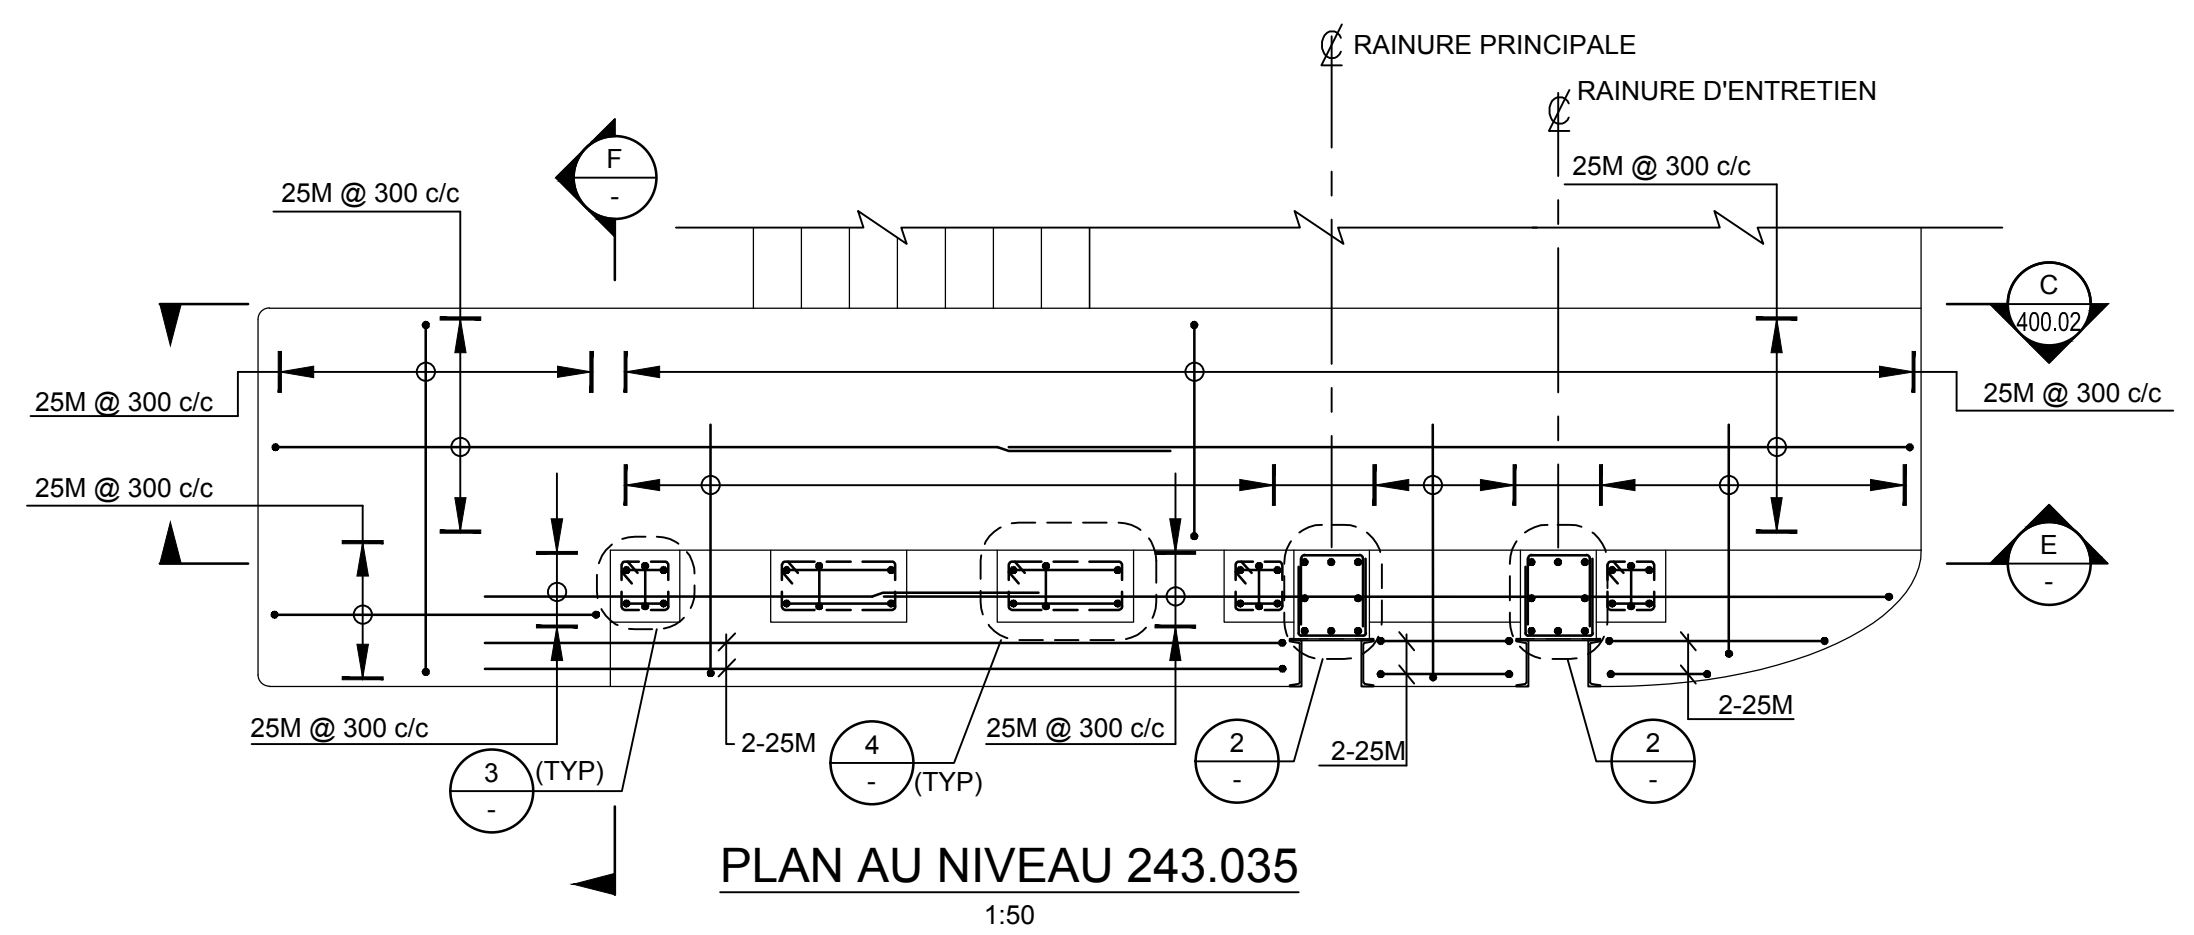 ℄ RAINURE PRINCIPALE
℄ RAINURE D'ENTRETIEN
F
-
25M @ 300 c/c
25M @ 300 c/c
C
400.02
25M @ 300 c/c
25M @ 300 c/c
25M @ 300 c/c
E
-
25M @ 300 c/c
2-25M
25M @ 300 c/c
2-25M
2-25M
3
-
(TYP)
4
-
(TYP)
2
-
2
-
PLAN AU NIVEAU 243.035
1:50